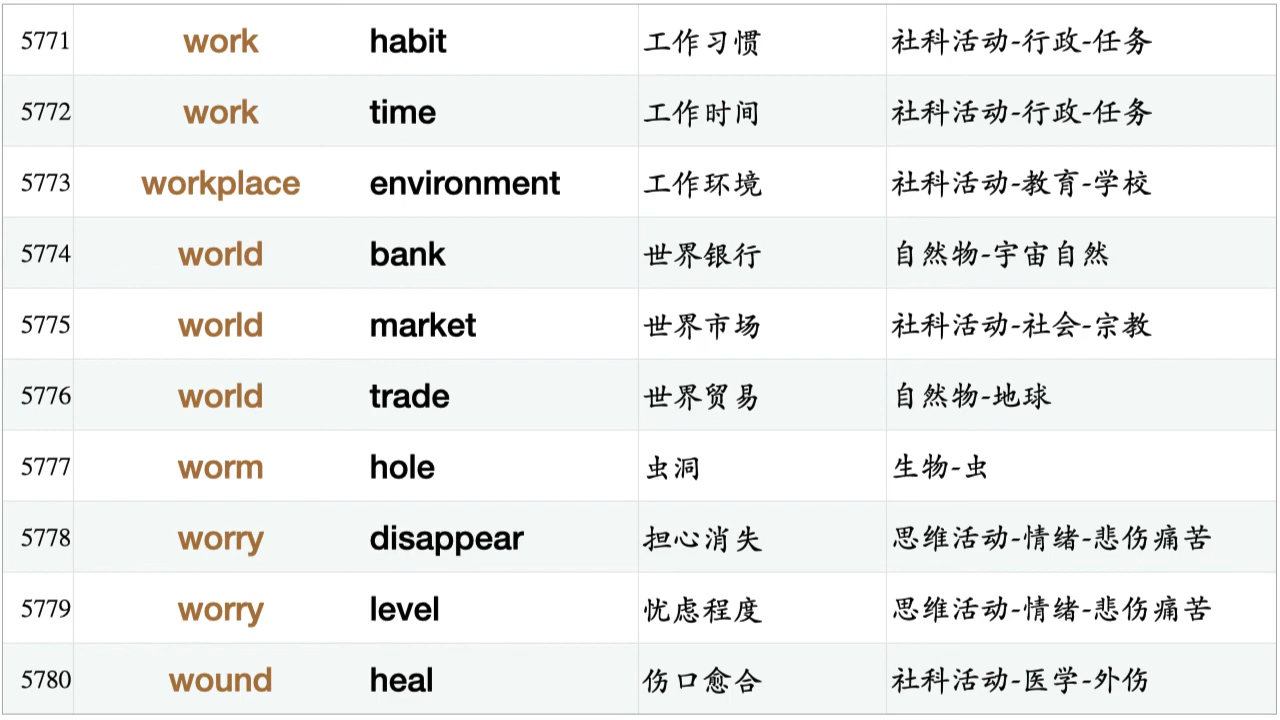 5771 work habit 工作习惯 社科活动-行政-任务
5772 work time 工作时间 社科活动-行政-任务
5773 workplace environment 工作环境 社科活动-教育-学校
5774 world bank 世界银行 自然物-宇宙自然
5775 world market 世界市场 社科活动-社会-宗教
5776 world trade 世界贸易 自然物-地球
5777 worm hole 虫洞 生物-虫
5778 worry disappear 担心消失 思维活动-情绪-悲伤痛苦
5779 worry level 忧虑程度 思维活动-情绪-悲伤痛苦
5780 wound heal 伤口愈合 社科活动-医学-外伤